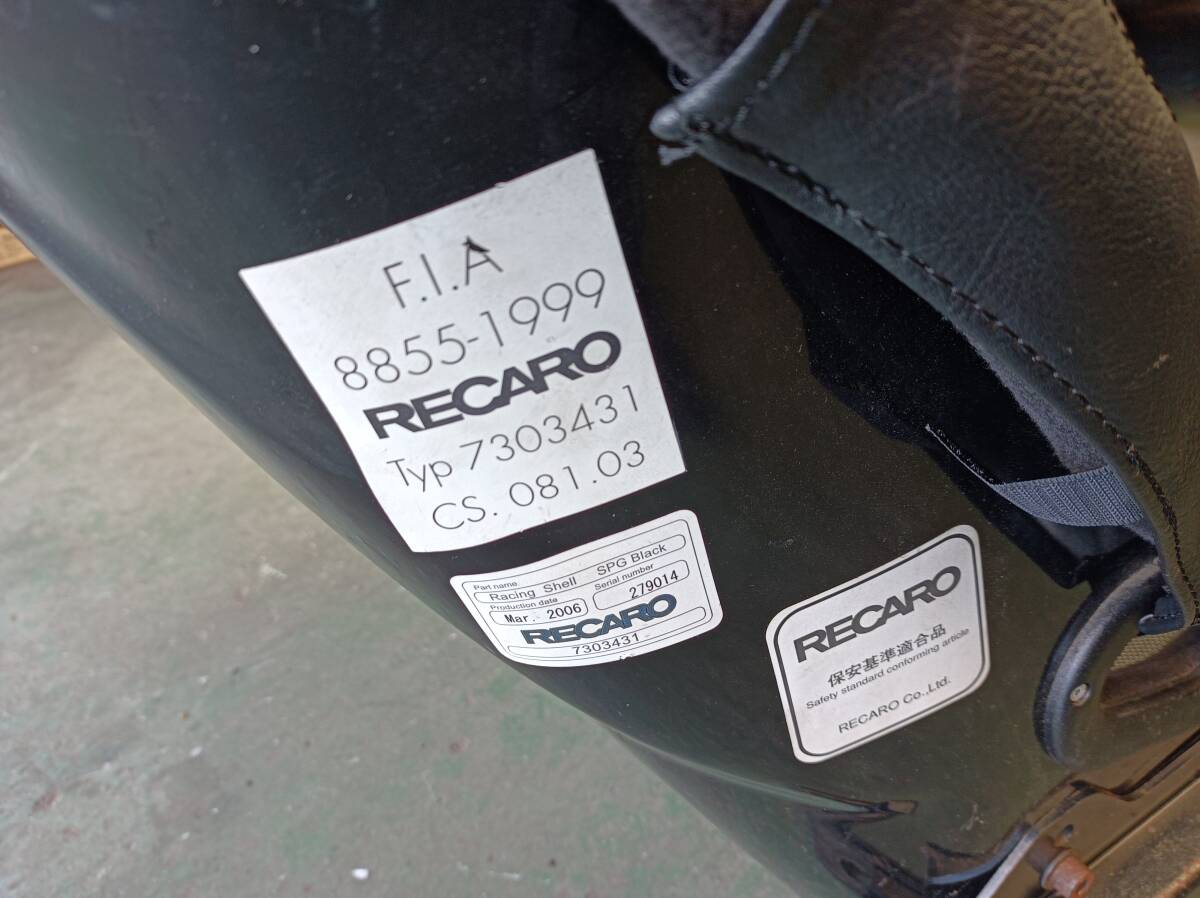 F.I.A
8855-1999
RECARO
Typ 7303431
CS. 081.03
Part name
Racing Shell SPG Black
Production date Serial number
Mar. 2006 279014
RECARO
7303431
RECARO
保安基準適合品
Safety standard conforming article
RECARO Co.,Ltd.